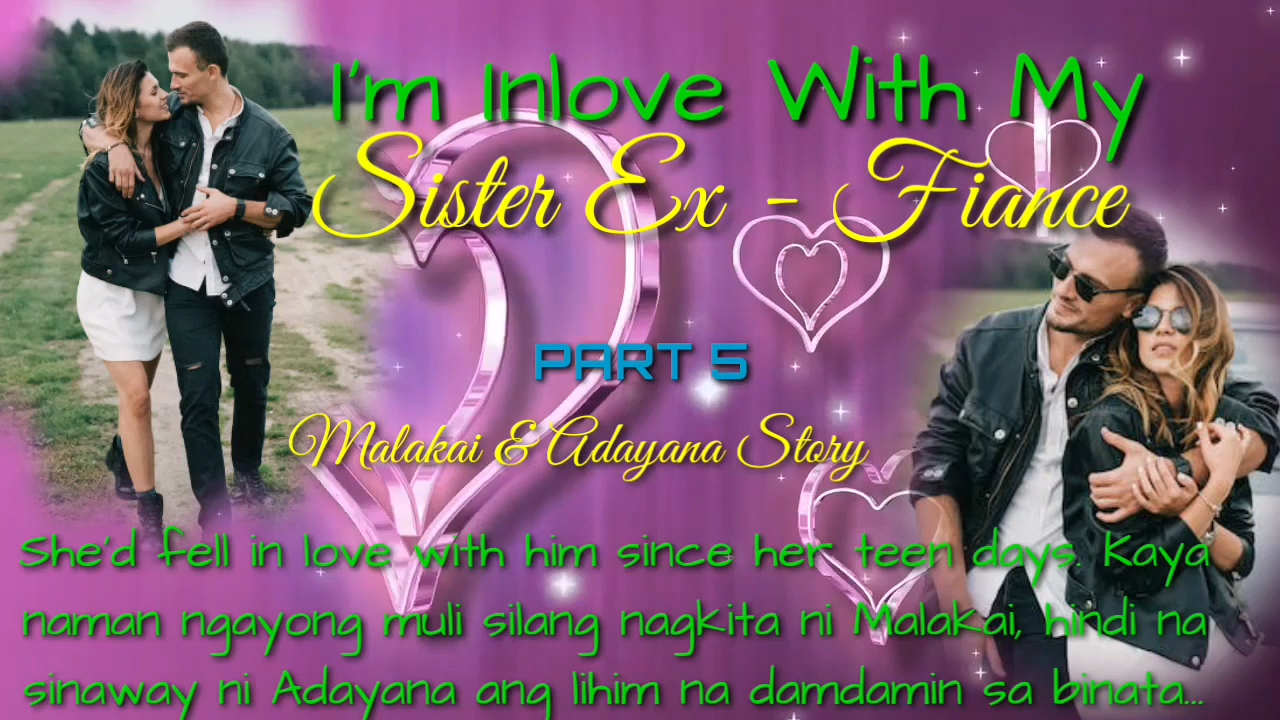 I'm Inlove With My
Sister Ex - Fiance
PART 5
Malakai & Adayana Story
She'd fell in love with him since her teen days. Kaya
naman ngayong muli silang nagkita ni Malakai, hindi na
sinaway ni Adayana ang lihim na damdamin sa binata...